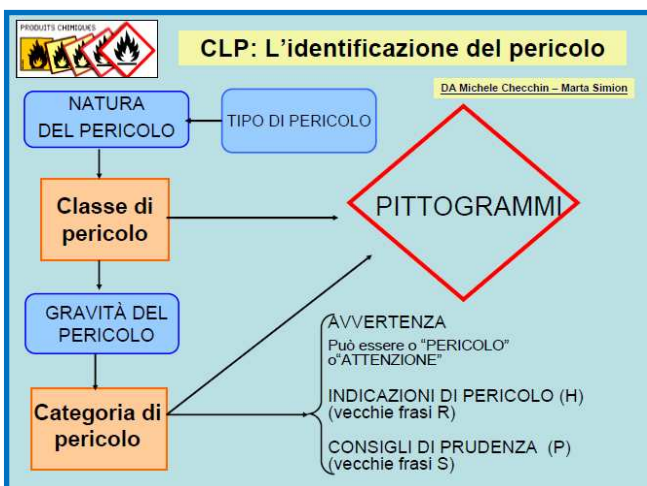 PRODUITS CHIMIQUES
CLP: L'identificazione del pericolo
DA Michele Checchin – Marta Simion
NATURA
DEL PERICOLO
TIPO DI PERICOLO
Classe di
pericolo
PITTOGRAMMI
GRAVITÀ DEL
PERICOLO
Categoria di
pericolo
AVVERTENZA
Può essere o “PERICOLO”
o“ATTENZIONE”
INDICAZIONI DI PERICOLO (H)
(vecchie frasi R)
CONSIGLI DI PRUDENZA (P)
(vecchie frasi S)